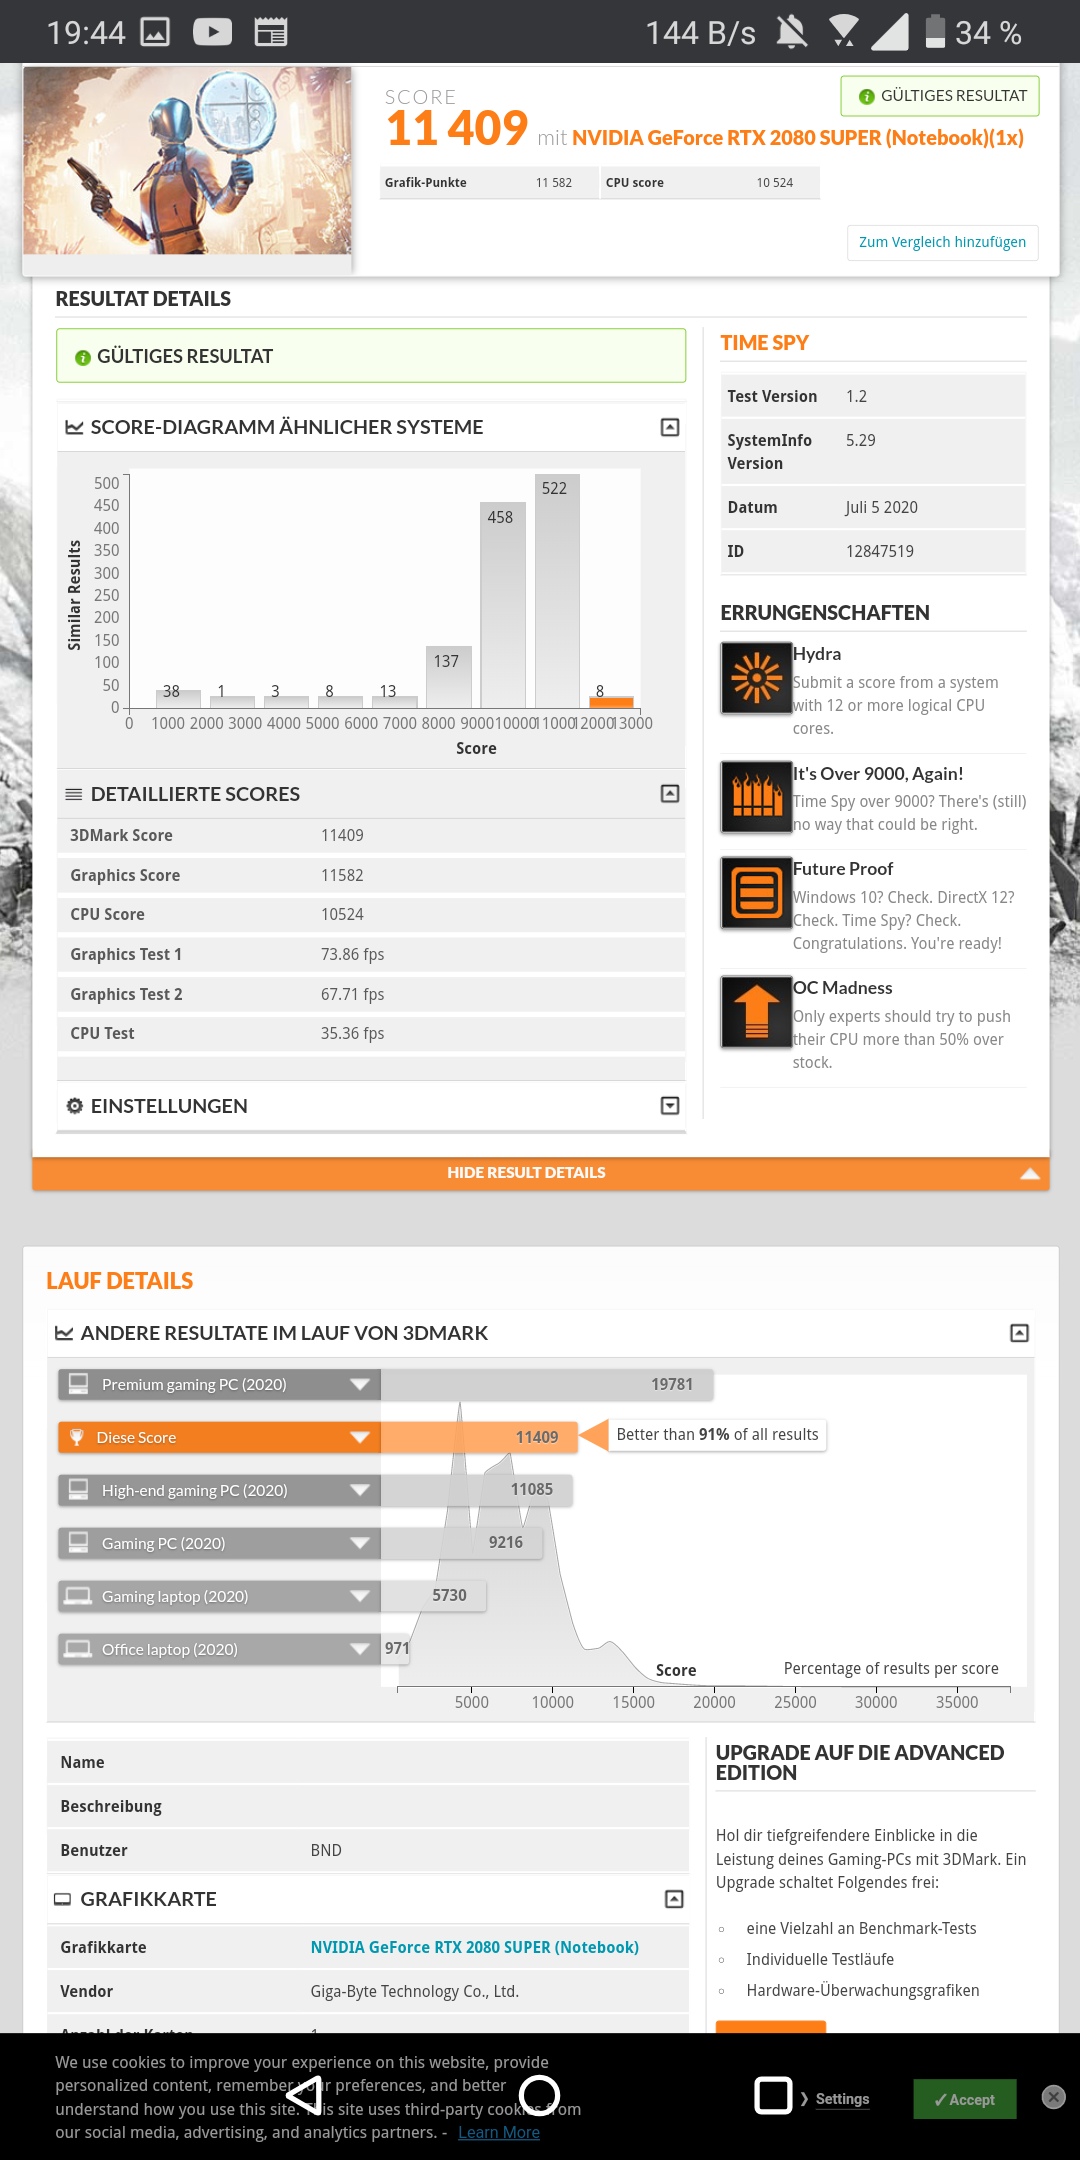 19:44
144 B/s
34 %
SCORE
GÜLTIGES RESULTAT
11 409 mit NVIDIA GeForce RTX 2080 SUPER (Notebook)(1x)
Grafik-Punkte 11 582 CPU score 10 524
Zum Vergleich hinzufügen
RESULTAT DETAILS
GÜLTIGES RESULTAT
SCORE-DIAGRAMM ÄHNLICHER SYSTEME
Similar Results
500
450
400
350
300
250
200
150
100
50
0
38 1 3 8 13 137 458 522 8
0 1000 2000 3000 4000 5000 6000 7000 8000 9000 10000 11000 12000 13000
Score
DETAILLIERTE SCORES
3DMark Score 11409
Graphics Score 11582
CPU Score 10524
Graphics Test 1 73.86 fps
Graphics Test 2 67.71 fps
CPU Test 35.36 fps
EINSTELLUNGEN
TIME SPY
Test Version 1.2
SystemInfo 5.29
Version
Datum Juli 5 2020
ID 12847519
ERRUNGENSCHAFTEN
Hydra
Submit a score from a system
with 12 or more logical CPU
cores.
It's Over 9000, Again!
Time Spy over 9000? There's (still)
no way that could be right.
Future Proof
Windows 10? Check. DirectX 12?
Check. Time Spy? Check.
Congratulations. You're ready!
OC Madness
Only experts should try to push
their CPU more than 50% over
stock.
HIDE RESULT DETAILS
LAUF DETAILS
ANDERE RESULTATE IM LAUF VON 3DMARK
Premium gaming PC (2020) 19781
Diese Score 11409 Better than 91% of all results
High-end gaming PC (2020) 11085
Gaming PC (2020) 9216
Gaming laptop (2020) 5730
Office laptop (2020) 971
Score Percentage of results per score
5000 10000 15000 20000 25000 30000 35000
Name
Beschreibung
Benutzer BND
GRAFIKKARTE
Grafikkarte NVIDIA GeForce RTX 2080 SUPER (Notebook)
Vendor Giga-Byte Technology Co., Ltd.
Anzahl der Karten 1
UPGRADE AUF DIE ADVANCED
EDITION
Hol dir tiefgreifendere Einblicke in die
Leistung deines Gaming-PCs mit 3DMark. Ein
Upgrade schaltet Folgendes frei:
eine Vielzahl an Benchmark-Tests
Individuelle Testläufe
Hardware-Überwachungsgrafiken
We use cookies to improve your experience on this website, provide
personalized content, remember your preferences, and better
understand how you use this site. This site uses third-party cookies from
our social media, advertising, and analytics partners. - Learn More
Settings
Accept